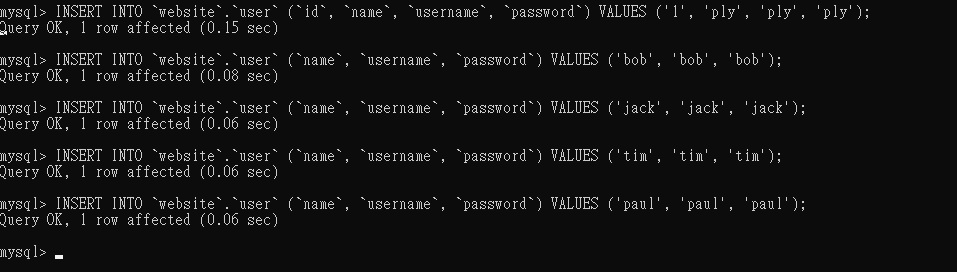 mysql> INSERT INTO `website`.`user` (`id`, `name`, `username`, `password`) VALUES ('1', 'ply', 'ply', 'ply');
Query OK, 1 row affected (0.15 sec)
mysql> INSERT INTO `website`.`user` (`name`, `username`, `password`) VALUES ('bob', 'bob', 'bob');
Query OK, 1 row affected (0.08 sec)
mysql> INSERT INTO `website`.`user` (`name`, `username`, `password`) VALUES ('jack', 'jack', 'jack');
Query OK, 1 row affected (0.06 sec)
mysql> INSERT INTO `website`.`user` (`name`, `username`, `password`) VALUES ('tim', 'tim', 'tim');
Query OK, 1 row affected (0.06 sec)
mysql> INSERT INTO `website`.`user` (`name`, `username`, `password`) VALUES ('paul', 'paul', 'paul');
Query OK, 1 row affected (0.06 sec)
mysql>